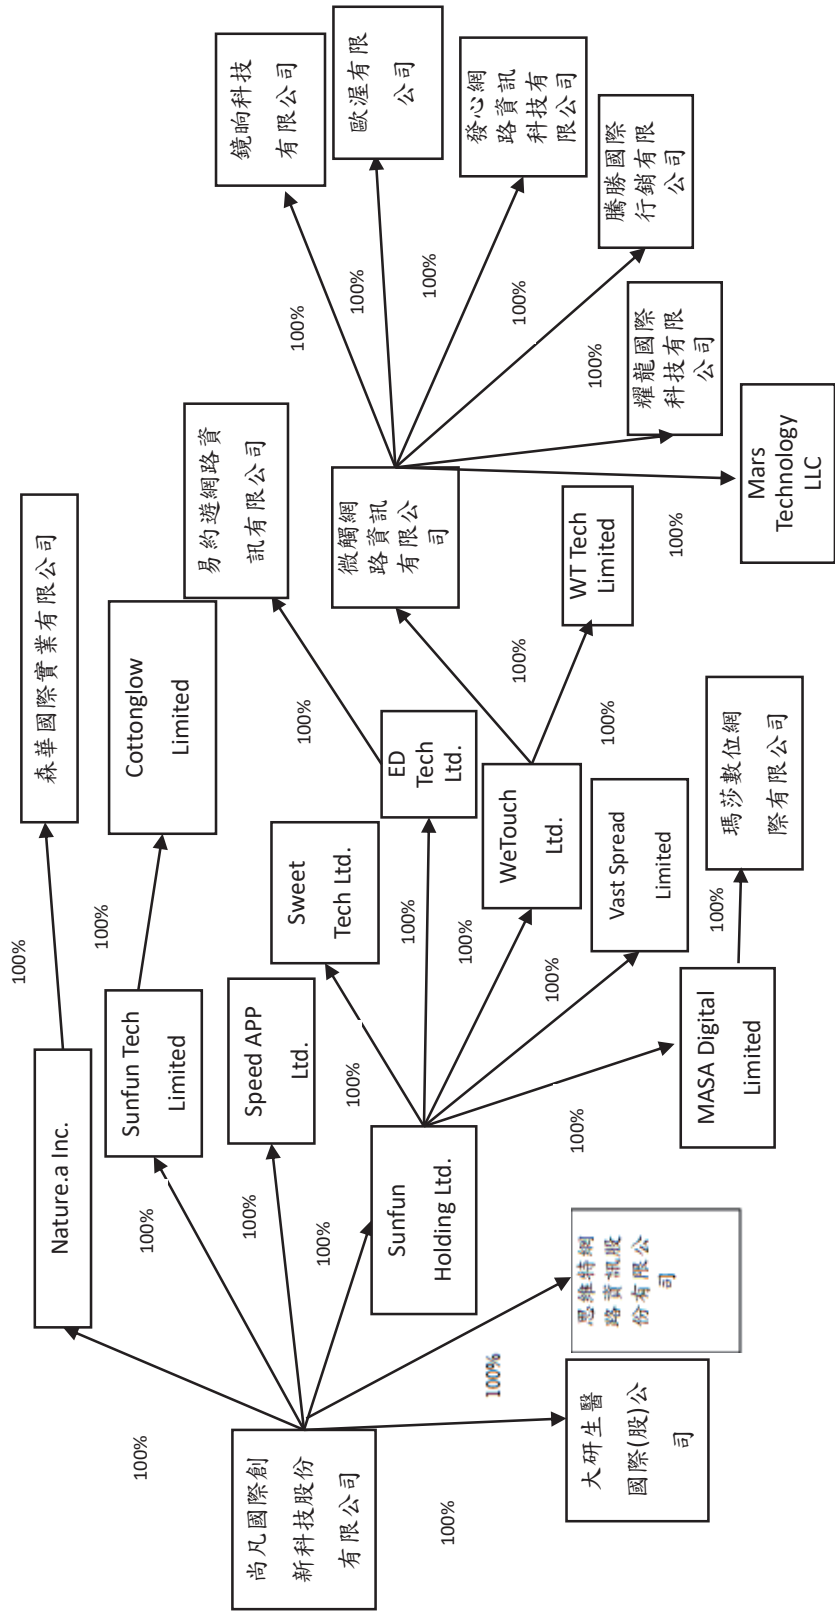 尚凡國際創
新科技股份
有限公司
100%
Nature.a Inc.
100%
森華國際實業有限公司
100%
Sunfun Tech
Limited
100%
Cottonglow
Limited
100%
Speed APP
Ltd.
100%
Sunfun
Holding Ltd.
100%
思維特網
路資訊股
份有限公
司
100%
大研生醫
國際(股)公
司
100%
Sweet
Tech Ltd.
100%
ED
Tech
Ltd.
100%
易約遊網路資
訊有限公司
100%
WeTouch
Ltd.
100%
Vast Spread
Limited
100%
MASA Digital
Limited
100%
瑪莎數位網
際有限公司
100%
微觸網
路資訊
有限公
司
100%
WT Tech
Limited
100%
鏡晌科技
有限公司
100%
歐渥有限
公司
100%
發心網
路資訊
科技有
限公司
100%
騰勝國際
行銷有限
公司
100%
耀龍國際
科技有限
公司
100%
Mars
Technology
LLC